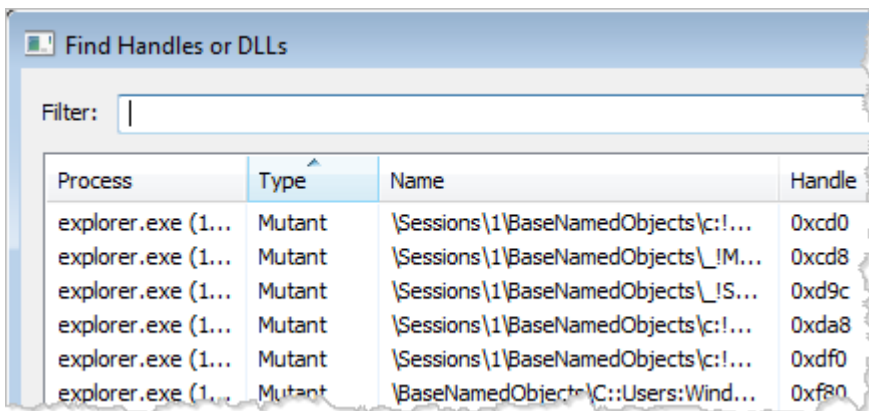 Find Handles or DLLs
Filter:
Process Type Name Handle
explorer.exe (1... Mutant \Sessions\1\BaseNamedObjects\c:!... 0xcd0
explorer.exe (1... Mutant \Sessions\1\BaseNamedObjects\_!M... 0xcd8
explorer.exe (1... Mutant \Sessions\1\BaseNamedObjects\_!S... 0xd9c
explorer.exe (1... Mutant \Sessions\1\BaseNamedObjects\c:!... 0xda8
explorer.exe (1... Mutant \Sessions\1\BaseNamedObjects\c:!... 0xdf0
explorer.exe (1... Mutant \BaseNamedObjects\C::Users:Wind... 0xf80